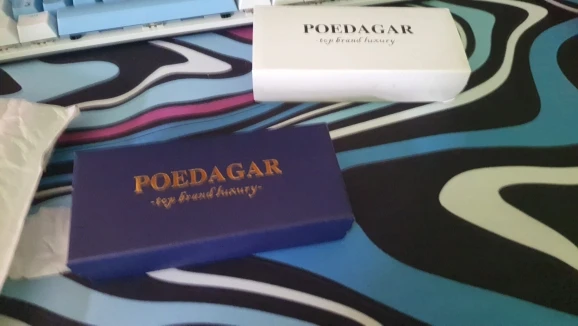 POEDAGAR
-top brand luxury
POEDAGAR
-top brand luxury-